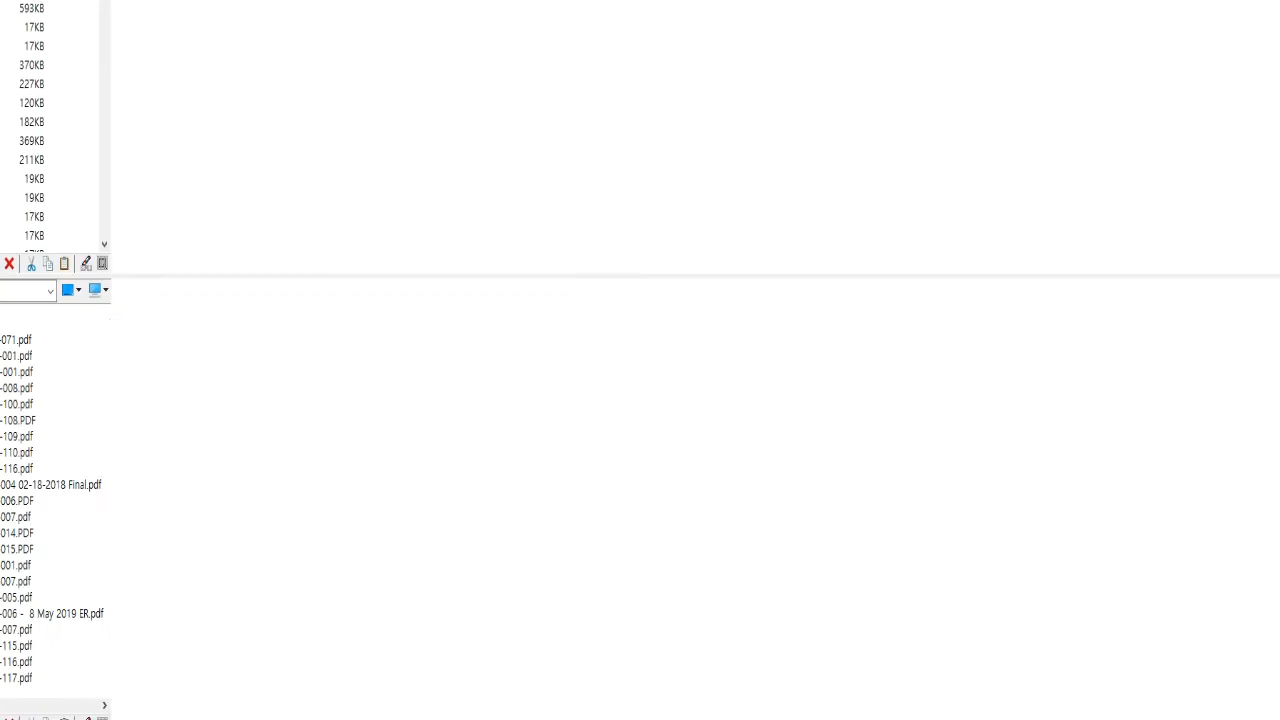 593KB
17KB
17KB
370KB
227KB
120KB
182KB
369KB
211KB
19KB
19KB
17KB
17KB
-071.pdf
-001.pdf
-001.pdf
-008.pdf
-100.pdf
-108.PDF
-109.pdf
-110.pdf
-116.pdf
004 02-18-2018 Final.pdf
006.PDF
007.pdf
014.PDF
015.PDF
001.pdf
007.pdf
-005.pdf
-006 - 8 May 2019 ER.pdf
-007.pdf
-115.pdf
-116.pdf
-117.pdf